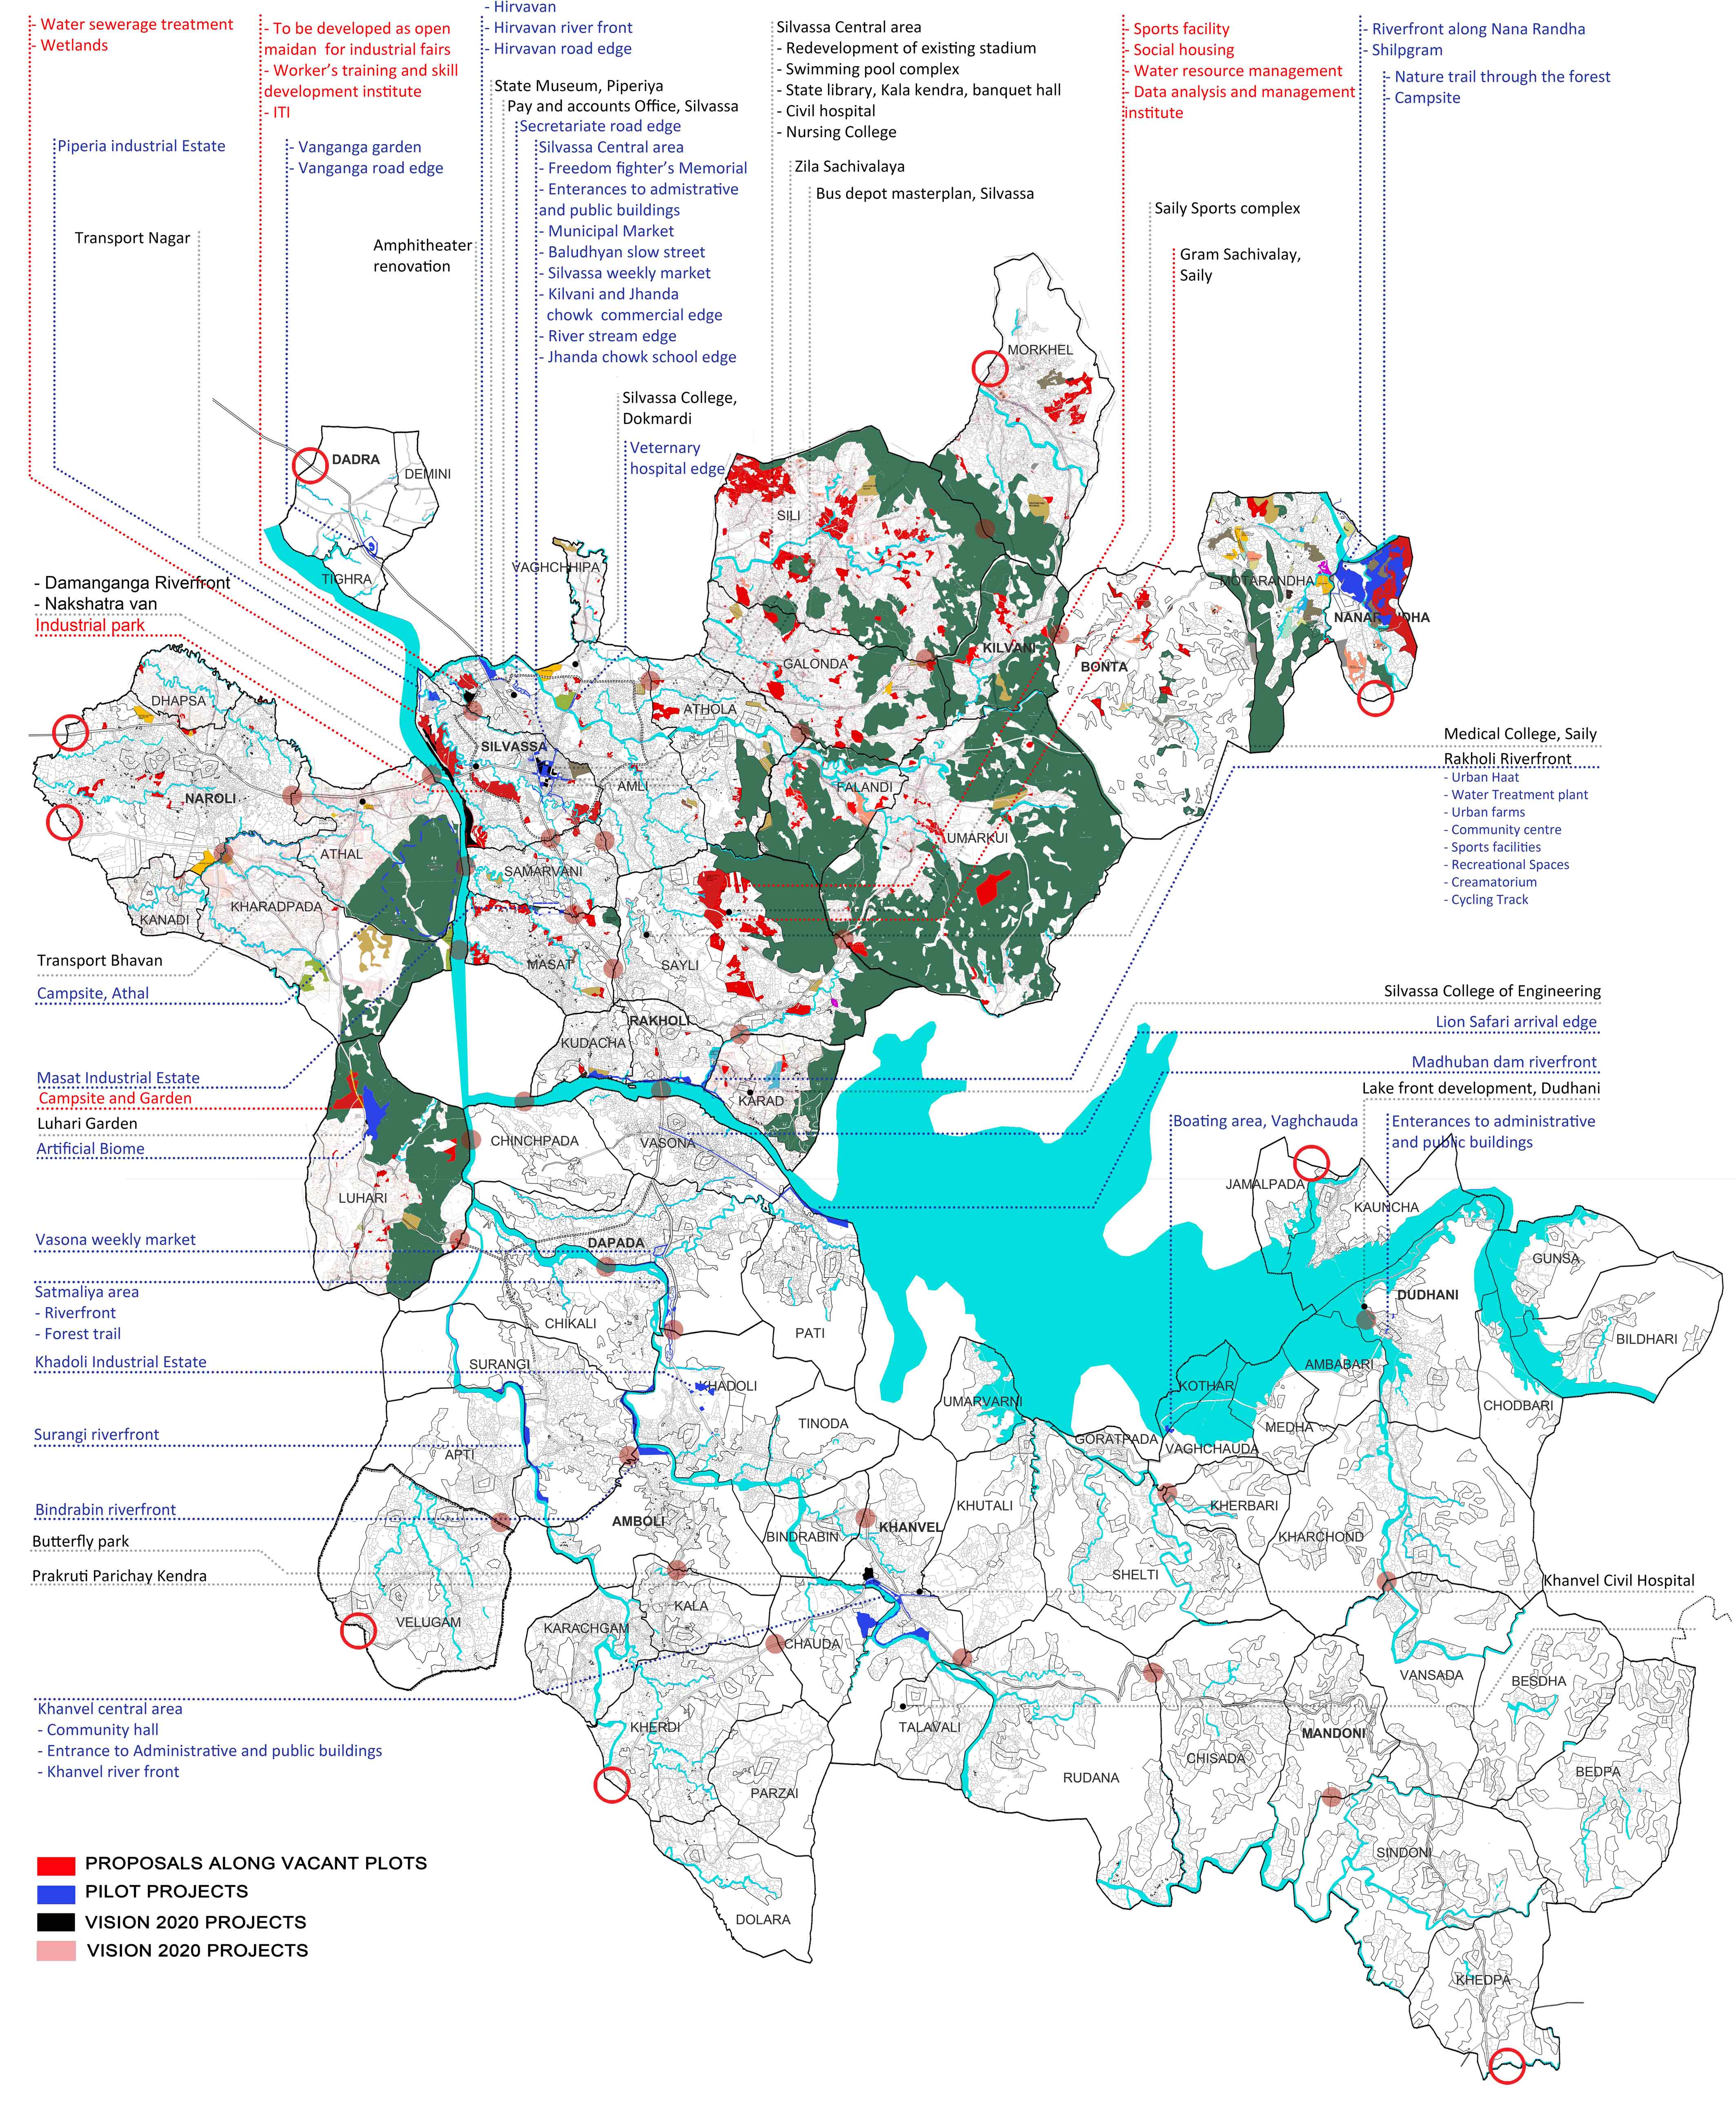 - Water sewerage treatment
- Wetlands
- To be developed as open
maidan for industrial fairs
- Worker's training and skill
development institute
- ITI
- Hirvavan
- Hirvavan river front
- Hirvavan road edge
State Museum, Piperiya
Pay and accounts Office, Silvassa
Secretariate road edge
Silvassa Central area
- Freedom fighter's Memorial
- Enterances to admistrative
and public buildings
- Municipal Market
- Baludhyan slow street
- Silvassa weekly market
- Kilvani and Jhanda
chowk commercial edge
- River stream edge
- Jhanda chowk school edge
Silvassa Central area
- Redevelopment of existing stadium
- Swimming pool complex
- State library, Kala kendra, banquet hall
- Civil hospital
- Nursing College
Zila Sachivalaya
Bus depot masterplan, Silvassa
- Sports facility
- Social housing
- Water resource management
- Data analysis and management
institute
- Riverfront along Nana Randha
- Shilpgram
- Nature trail through the forest
- Campsite
Piperia industrial Estate
- Vanganga garden
- Vanganga road edge
Transport Nagar
Amphitheater
renovation
Saily Sports complex
Gram Sachivalay,
Saily
Silvassa College,
Dokmardi
Veternary
hospital edge
MORKHEL
DADRA
DEMINI
TIGHRA
VAGHCHHIPA
SILI
MOTARANDHA
- Damanganga Riverfront
- Nakshatra van
Industrial park
KILVANI
BONTA
GALONDA
DHAPSA
ATHOLA
SILVASSA
NAROLI
AMLI
FALANDI
UMARKUI
ATHAL
SAMARVANI
KHARADPADA
KANADI
MASAT
SAYLI
Medical College, Saily
Rakholi Riverfront
- Urban Haat
- Water Treatment plant
- Urban farms
- Community centre
- Sports facilities
- Recreational Spaces
- Creamatorium
- Cycling Track
Transport Bhavan
Campsite, Athal
Silvassa College of Engineering
Lion Safari arrival edge
Madhuban dam riverfront
Lake front development, Dudhani
Boating area, Vaghchauda
Enterances to administrative
and public buildings
RAKHOLI
KUDACHA
KARAD
Masat Industrial Estate
Campsite and Garden
Luhari Garden
Artificial Biome
CHINCHPADA
VASONA
LUHARI
JAMALPADA
KAUNCHA
GUNSA
Vasona weekly market
DAPADA
Satmaliya area
- Riverfront
- Forest trail
DUDHANI
CHIKALI
PATI
BILDHARI
Khadoli Industrial Estate
SURANGI
KHADOLI
UMARVARNI
KOTHAR
AMBABARI
CHODBARI
TINODA
MEDHA
GORATPADA
VAGHCHAUDA
Surangi riverfront
APTI
KHUTALI
KHERBARI
Bindrabin riverfront
AMBOLI
BINDRABIN
KHANVEL
KHARCHOND
Butterfly park
Prakruti Parichay Kendra
SHELTI
Khanvel Civil Hospital
VELUGAM
KARACHGAM
KALA
CHAUDA
VANSADA
BESDHA
Khanvel central area
- Community hall
- Entrance to Administrative and public buildings
- Khanvel river front
KHERDI
TALAVALI
MANDONI
CHISADA
RUDANA
BEDPA
PARZAI
SINDONI
DOLARA
KHEDPA
PROPOSALS ALONG VACANT PLOTS
PILOT PROJECTS
VISION 2020 PROJECTS
VISION 2020 PROJECTS